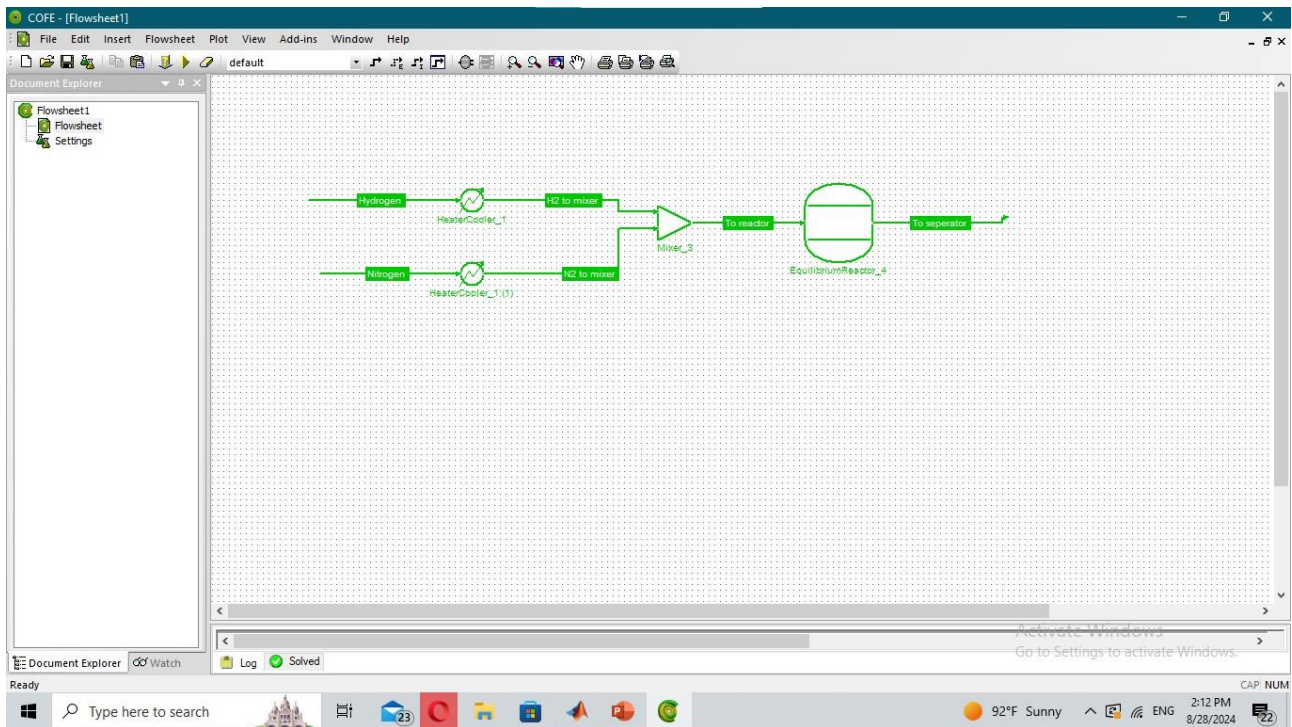 COFE - [Flowsheet1]
File Edit Insert Flowsheet Plot View Add-ins Window Help
default
Document Explorer
Flowsheet1
Flowsheet
Settings
Hydrogen
HeaterCooler_1
H2 to mixer
Mixer_3
To reactor
EquilibriumReactor_4
To seperator
Nitrogen
HeaterCooler_1 (1)
N2 to mixer
Activate Windows
Go to Settings to activate Windows.
Document Explorer Watch
Log Solved
Ready
CAP NUM
Type here to search
23
92°F Sunny
ENG
2:12 PM
8/28/2024
22